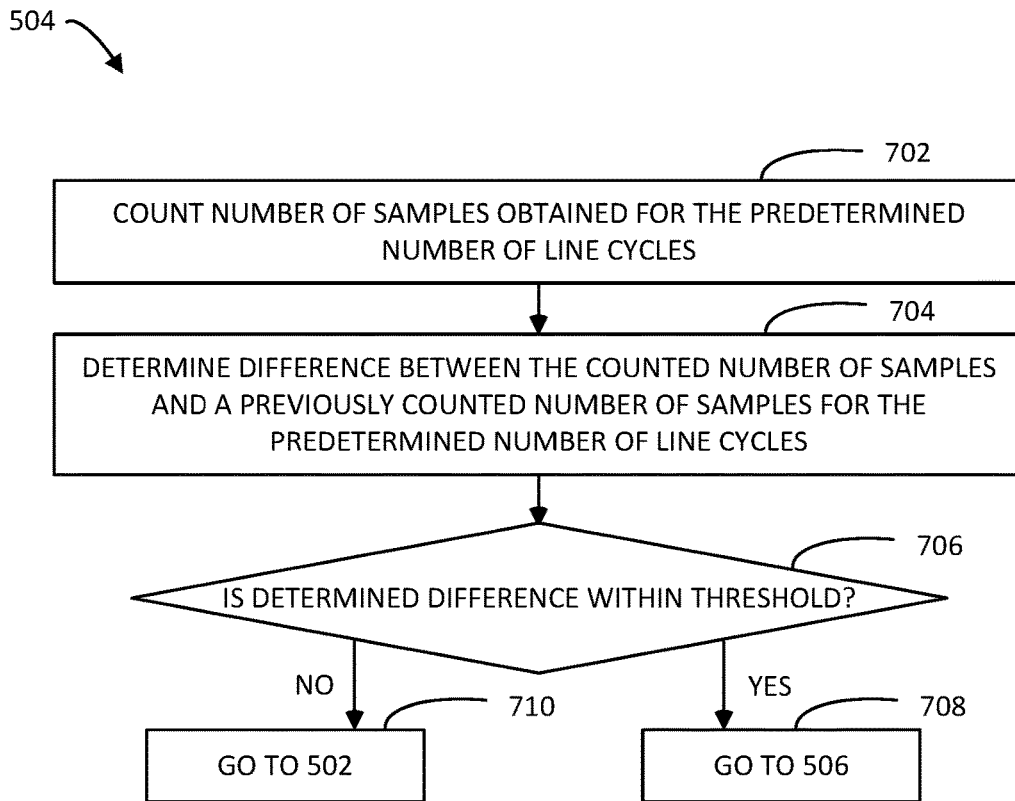 504
702
COUNT NUMBER OF SAMPLES OBTAINED FOR THE PREDETERMINED
NUMBER OF LINE CYCLES
704
DETERMINE DIFFERENCE BETWEEN THE COUNTED NUMBER OF SAMPLES
AND A PREVIOUSLY COUNTED NUMBER OF SAMPLES FOR THE
PREDETERMINED NUMBER OF LINE CYCLES
706
IS DETERMINED DIFFERENCE WITHIN THRESHOLD?
NO
YES
710
708
GO TO 502
GO TO 506